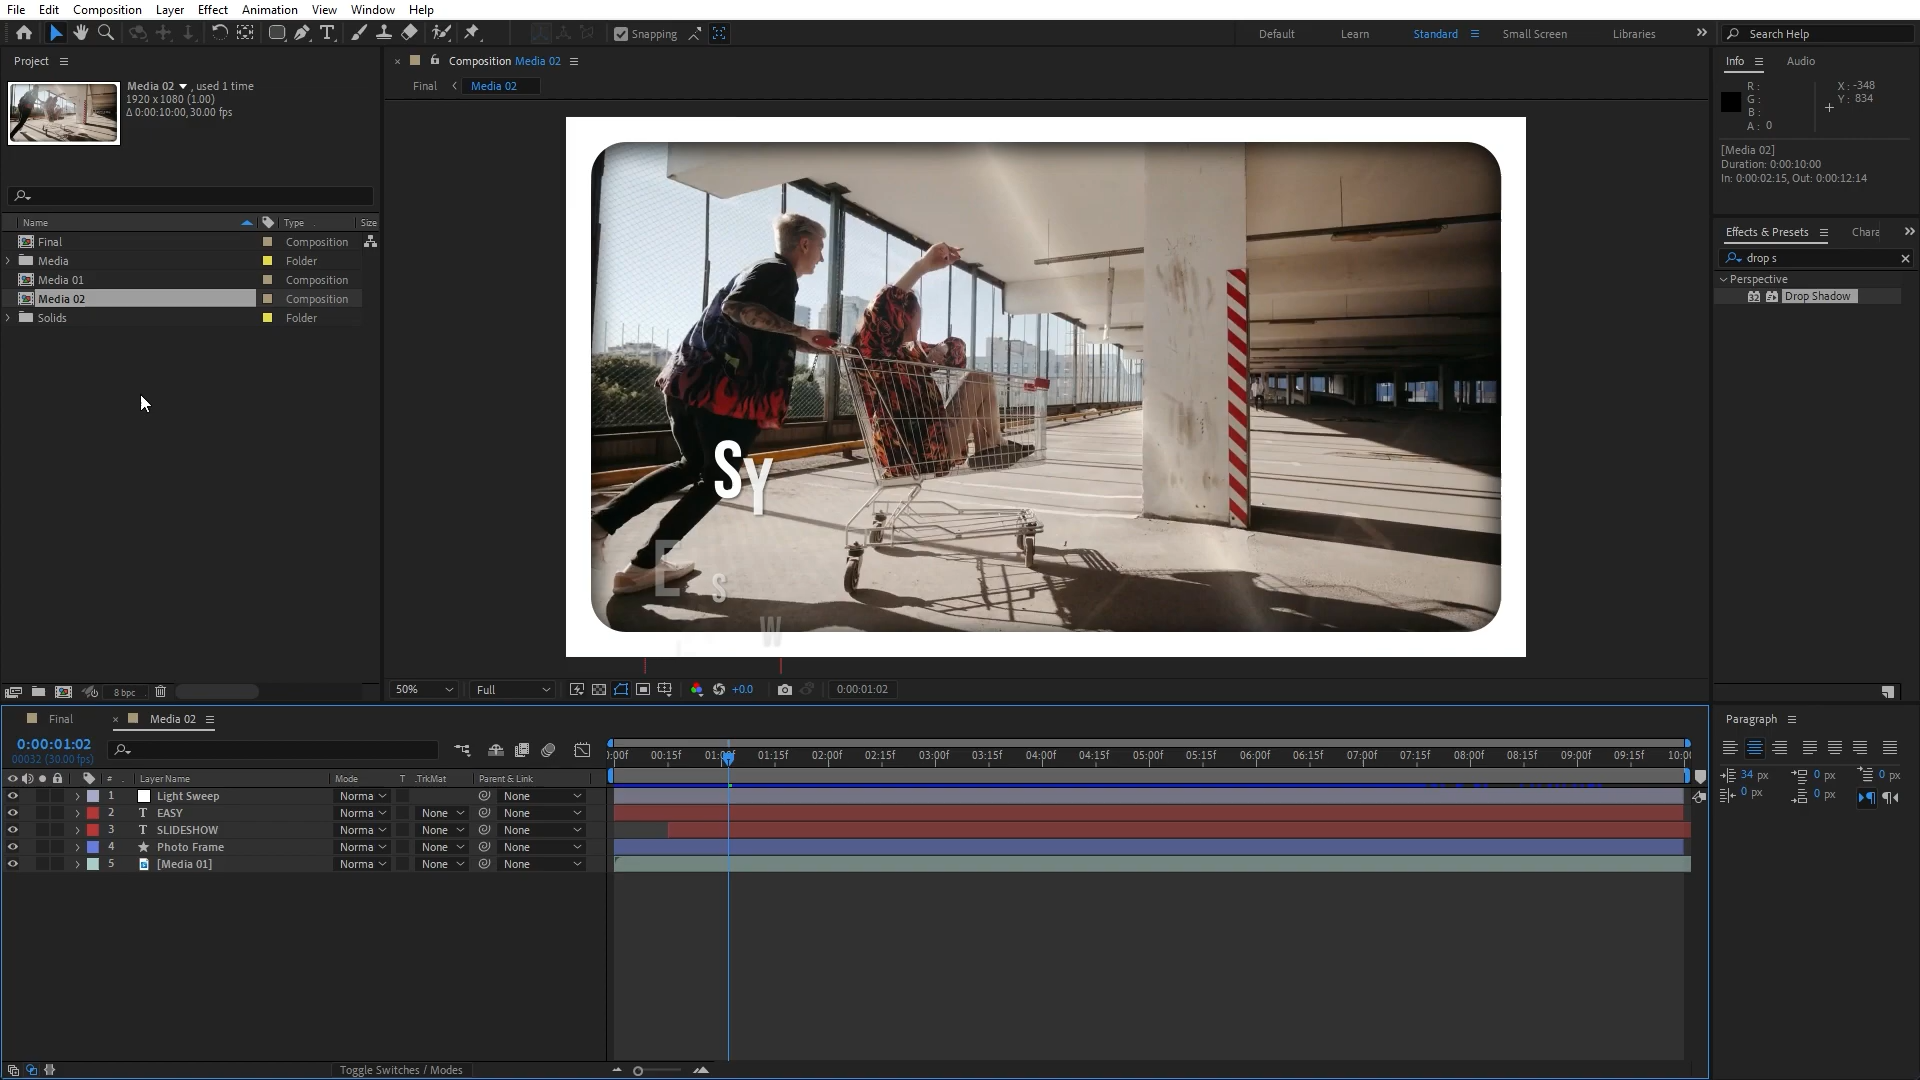 File Edit Composition Layer Effect Animation View Window Help
Snapping
Default Learn Standard Small Screen Libraries
Search Help
Project
Media 02 , used 1 time
1920 x 1080 (1.00)
Δ 0:00:10:00, 30.00 fps
Name Type Size
Final Composition
Media Folder
Media 01 Composition
Media 02 Composition
Solids Folder
8 bpc
Composition Media 02
Final Media 02
SY
E
S
W
50% Full +0.0 0:00:01:02
Info Audio
R : X : -348
G : Y : 834
B :
A : 0
[Media 02]
Duration: 0:00:10:00
In: 0:00:02:15, Out: 0:00:12:14
Effects & Presets Chara
drop s
Perspective
32 Drop Shadow
Final Media 02
0:00:01:02
00032 (30.00 fps)
:00f 00:15f 01:00f 01:15f 02:00f 02:15f 03:00f 03:15f 04:00f 04:15f 05:00f 05:15f 06:00f 06:15f 07:00f 07:15f 08:00f 08:15f 09:00f 09:15f 10:00
# Layer Name Mode T .TrkMat Parent & Link
1 Light Sweep Norma None
2 T EASY Norma None None
3 T SLIDESHOW Norma None None
4 Photo Frame Norma None None
5 [Media 01] Norma None None
Toggle Switches / Modes
Paragraph
34 px 0 px 0 px
0 px 0 px